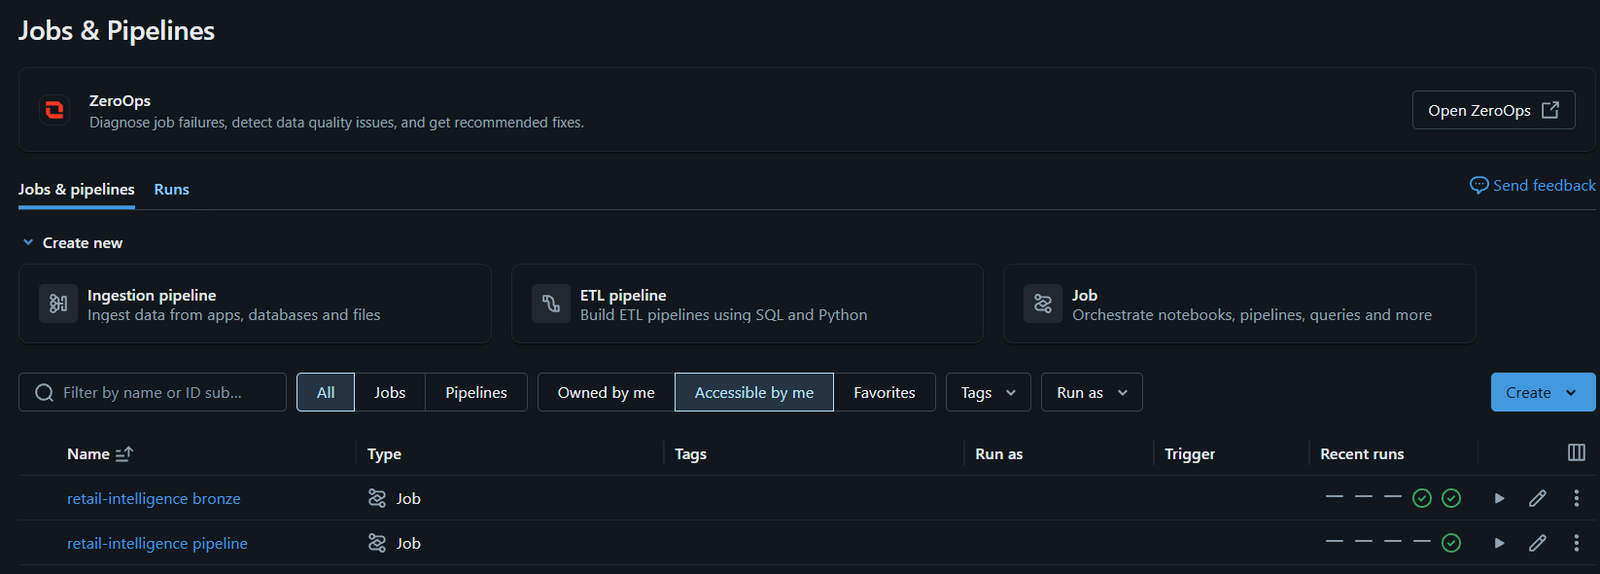 Jobs & Pipelines
ZeroOps
Diagnose job failures, detect data quality issues, and get recommended fixes.
Open ZeroOps
Jobs & pipelines Runs
Send feedback
Create new
Ingestion pipeline
Ingest data from apps, databases and files
ETL pipeline
Build ETL pipelines using SQL and Python
Job
Orchestrate notebooks, pipelines, queries and more
Filter by name or ID sub... All Jobs Pipelines Owned by me Accessible by me Favorites Tags Run as Create
Name Type Tags Run as Trigger Recent runs
retail-intelligence bronze Job
retail-intelligence pipeline Job